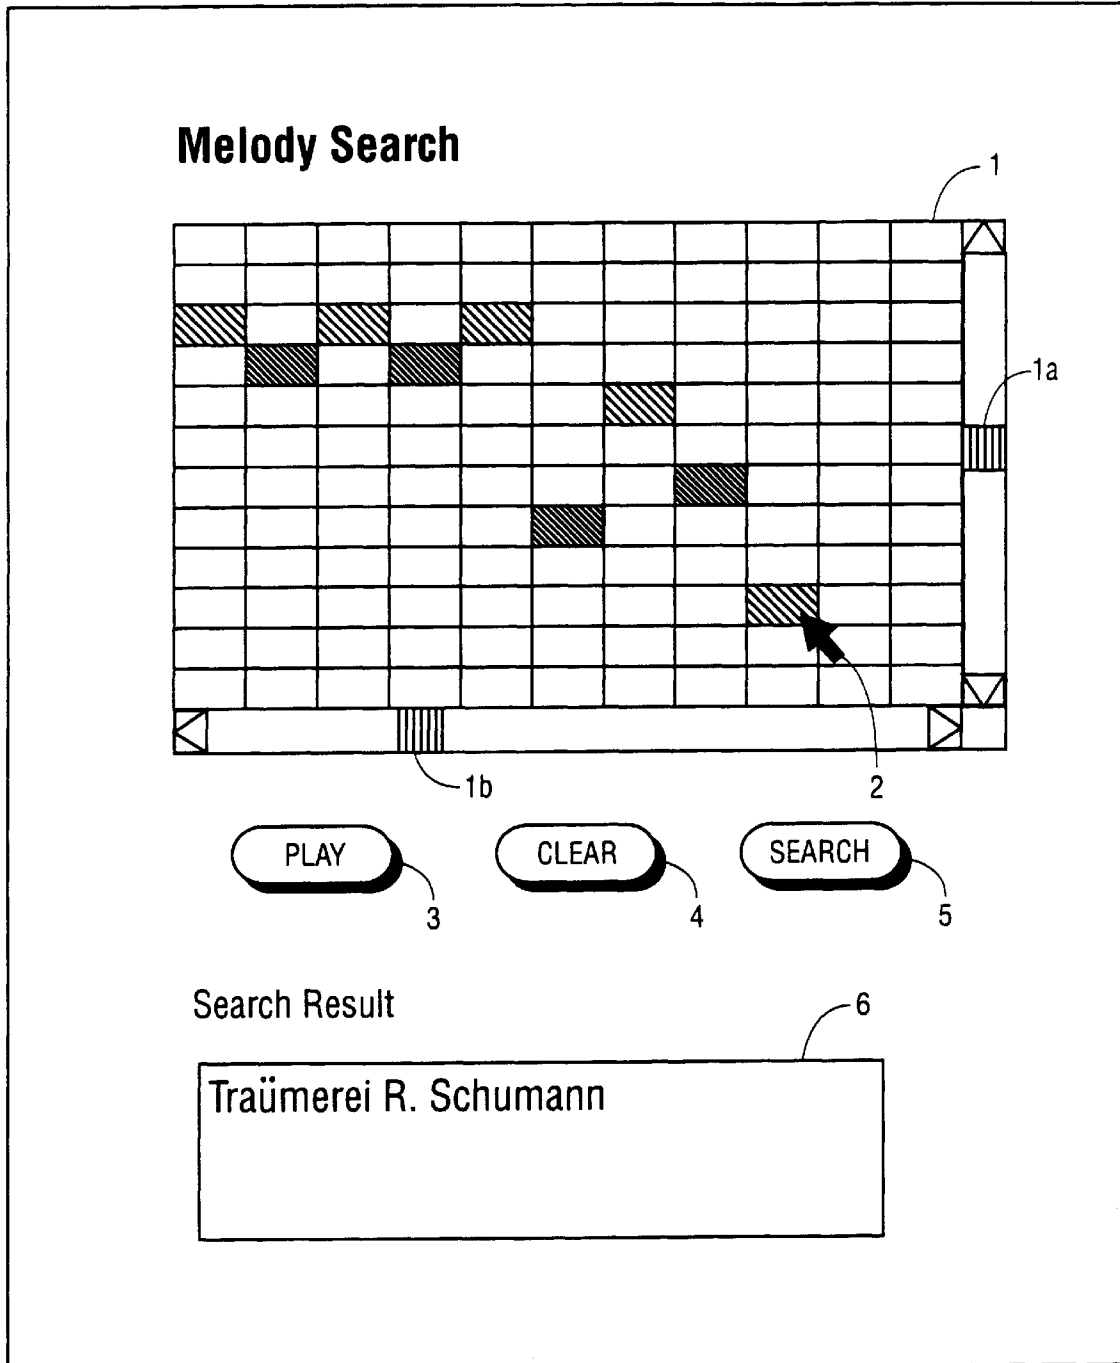 Melody Search
1
1a
1b
2
PLAY
CLEAR
SEARCH
3
4
5
Search Result
6
Traümerei R. Schumann